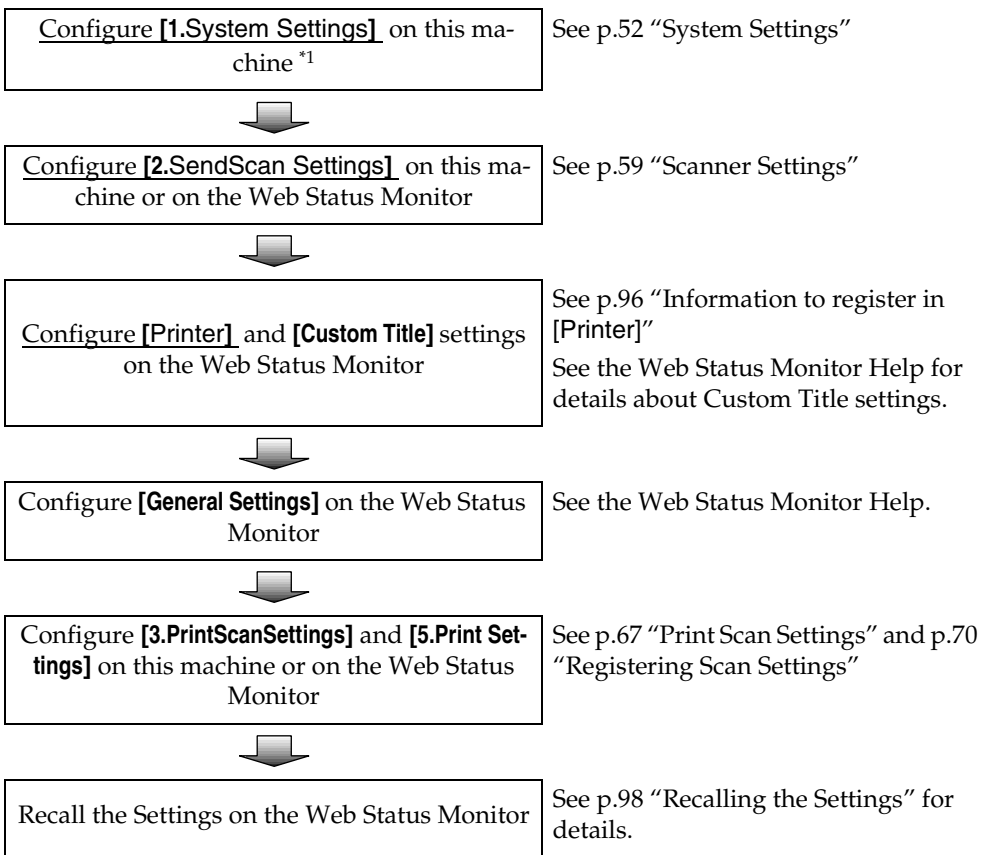 Configure [1.System Settings] on this ma-
chine *1
See p.52 “System Settings”
Configure [2.SendScan Settings] on this ma-
chine or on the Web Status Monitor
See p.59 “Scanner Settings”
Configure [Printer] and [Custom Title] settings
on the Web Status Monitor
See p.96 “Information to register in
[Printer]”
See the Web Status Monitor Help for
details about Custom Title settings.
Configure [General Settings] on the Web Status
Monitor
See the Web Status Monitor Help.
Configure [3.PrintScanSettings] and [5.Print Set-
tings] on this machine or on the Web Status
Monitor
See p.67 “Print Scan Settings” and p.70
“Registering Scan Settings”
Recall the Settings on the Web Status Monitor
See p.98 “Recalling the Settings” for
details.